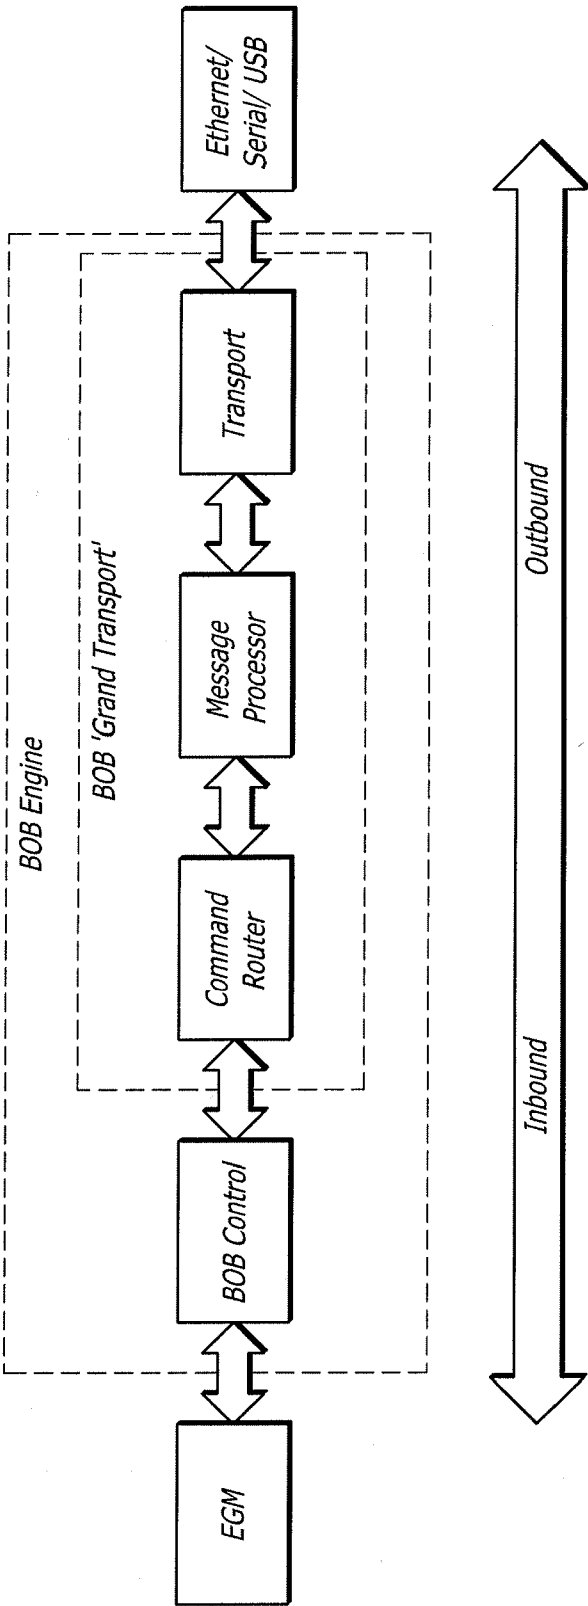 BOB Engine
BOB 'Grand Transport'
EGM
BOB Control
Command
Router
Message
Processor
Transport
Ethernet/
Serial/ USB
Inbound
Outbound